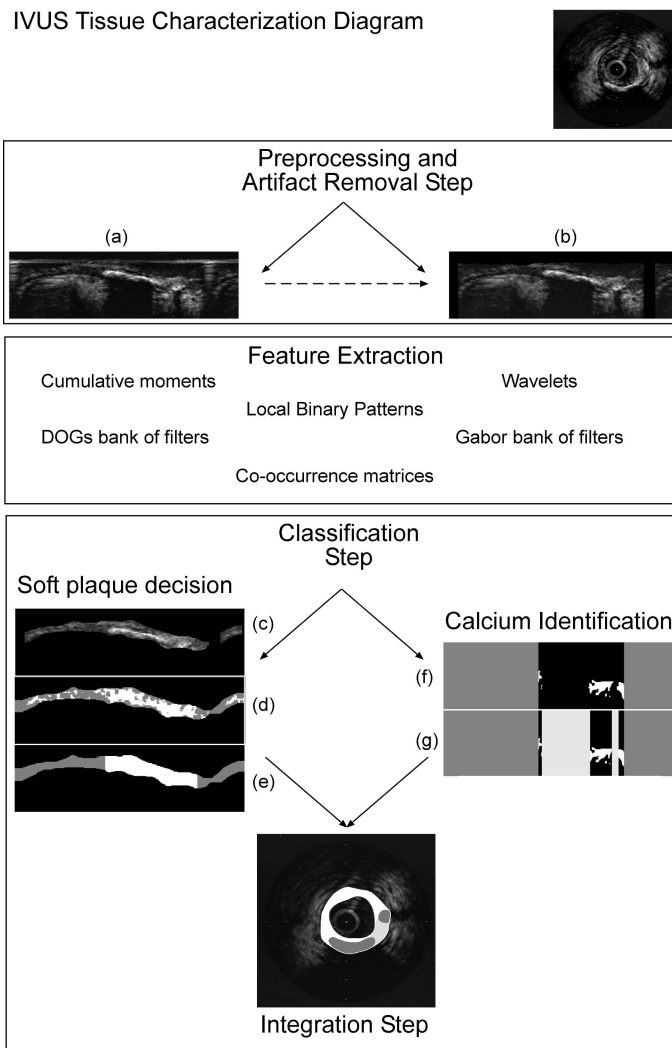 IVUS Tissue Characterization Diagram
Preprocessing and
Artifact Removal Step
(a)
(b)
Feature Extraction
Cumulative moments
Wavelets
Local Binary Patterns
DOGs bank of filters
Gabor bank of filters
Co-occurrence matrices
Classification
Step
Soft plaque decision
Calcium Identification
(c)
(d)
(e)
(f)
(g)
Integration Step